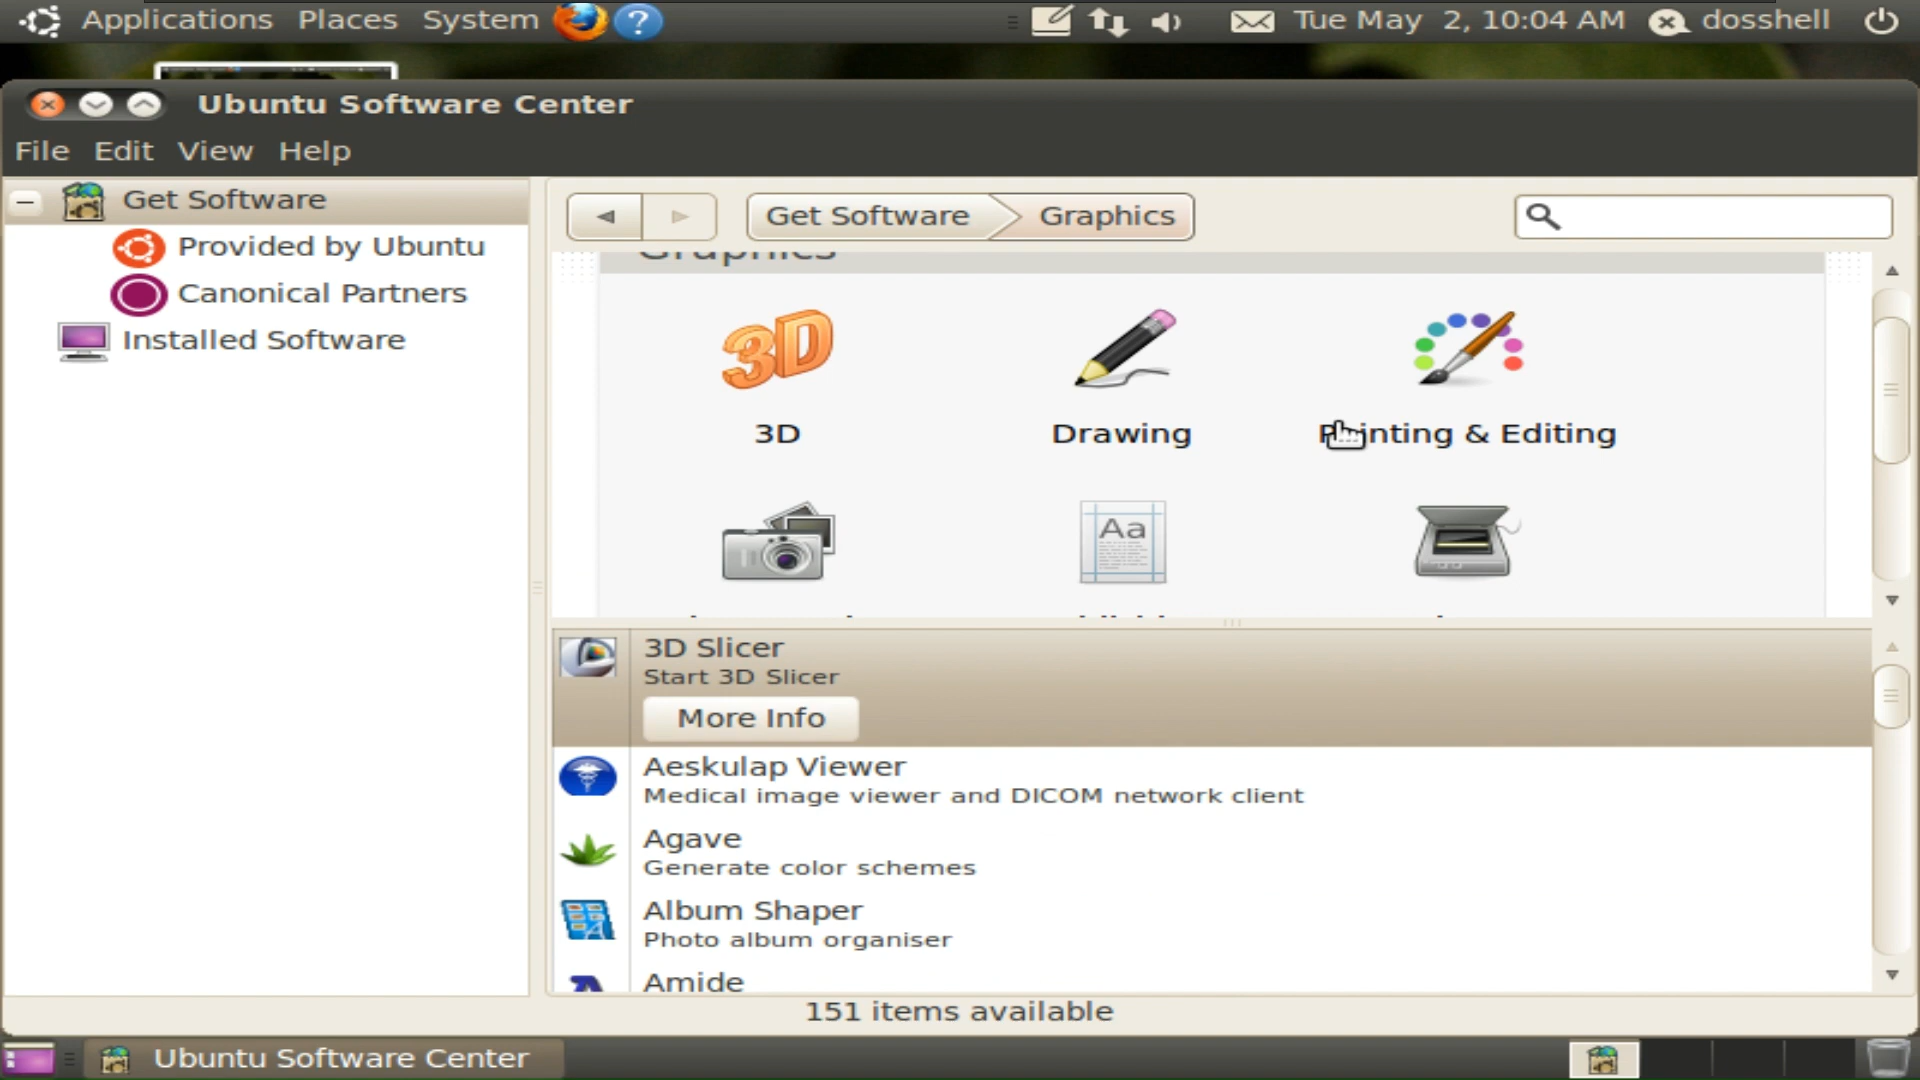 Applications Places System
Tue May 2, 10:04 AM
dosshell
Ubuntu Software Center
File Edit View Help
Get Software
Provided by Ubuntu
Canonical Partners
Installed Software
Get Software
Graphics
Graphics
3D
Drawing
Painting & Editing
Aa
3D Slicer
Start 3D Slicer
More Info
Aeskulap Viewer
Medical image viewer and DICOM network client
Agave
Generate color schemes
Album Shaper
Photo album organiser
Amide
151 items available
Ubuntu Software Center